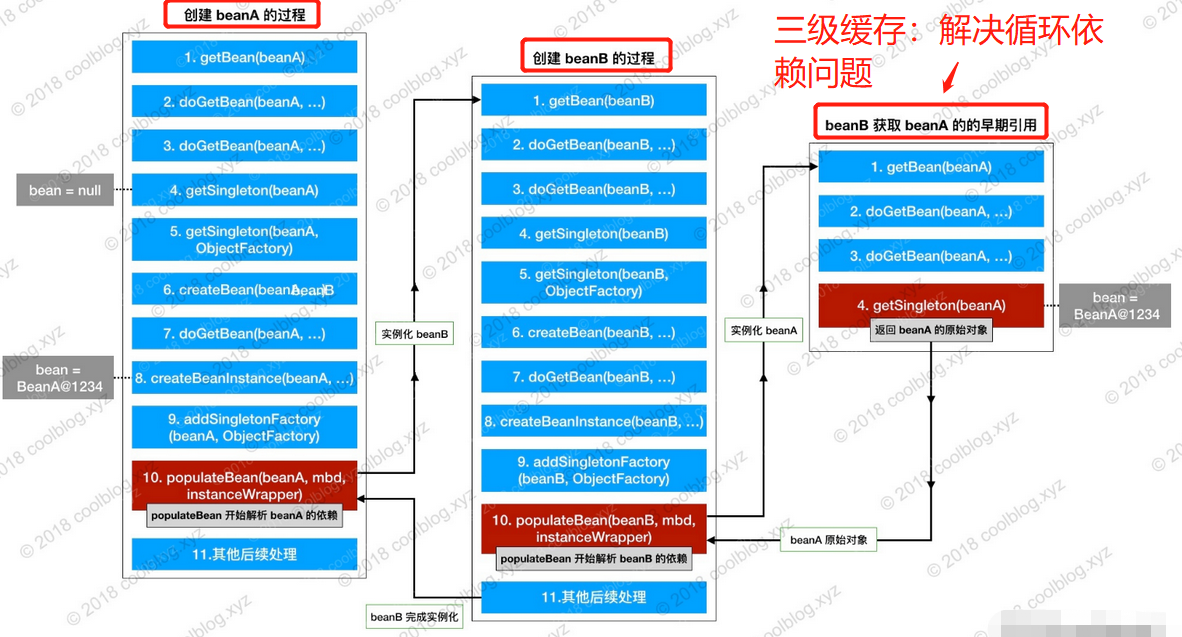 创建 beanA 的过程
1. getBean(beanA)
2. doGetBean(beanA, ...)
3. doGetBean(beanA, ...)
bean = null
4. getSingleton(beanA)
5. getSingleton(beanA,
ObjectFactory)
6. createBean(beanA, beanB
7. doGetBean(beanA, ...)
bean =
BeanA@1234
8. createBeanInstance(beanA, ...)
9. addSingletonFactory
(beanA, ObjectFactory)
10. populateBean(beanA, mbd,
instanceWrapper)
populateBean 开始解析 beanA 的依赖
11.其他后续处理
实例化 beanB
beanB 完成实例化
创建 beanB 的过程
1. getBean(beanB)
2. doGetBean(beanB, ...)
3. doGetBean(beanB, ...)
4. getSingleton(beanB)
5. getSingleton(beanB,
ObjectFactory)
6. createBean(beanB, ...)
7. doGetBean(beanB, ...)
8. createBeanInstance(beanB, ...)
9. addSingletonFactory
(beanB, ObjectFactory)
10. populateBean(beanB, mbd,
instanceWrapper)
populateBean 开始解析 beanB 的依赖
11.其他后续处理
实例化 beanA
beanA 原始对象
三级缓存：解决循环依
赖问题
beanB 获取 beanA 的的早期引用
1. getBean(beanA)
2. doGetBean(beanA, ...)
3. doGetBean(beanA, ...)
4. getSingleton(beanA)
返回 beanA 的原始对象
bean =
BeanA@1234
© 2018 coolblog.xyz